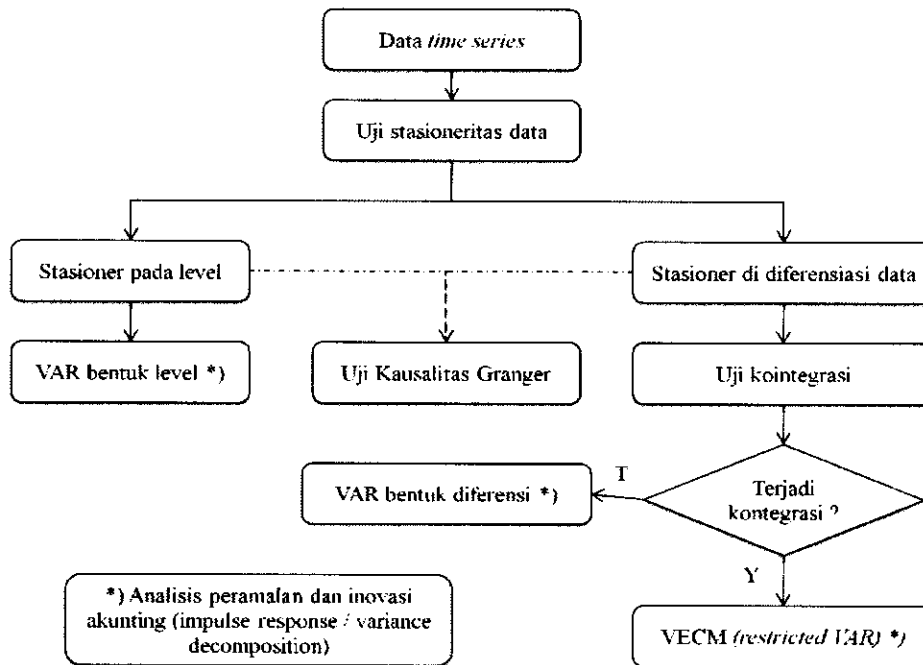 Data time series
Uji stasioneritas data
Stasioner pada level
Stasioner di diferensiasi data
VAR bentuk level *)
Uji Kausalitas Granger
Uji kointegrasi
T
VAR bentuk diferensi *)
Terjadi
kontegrasi ?
Y
*) Analisis peramalan dan inovasi
akunting (impulse response / variance
decomposition)
VECM (restricted VAR) *)